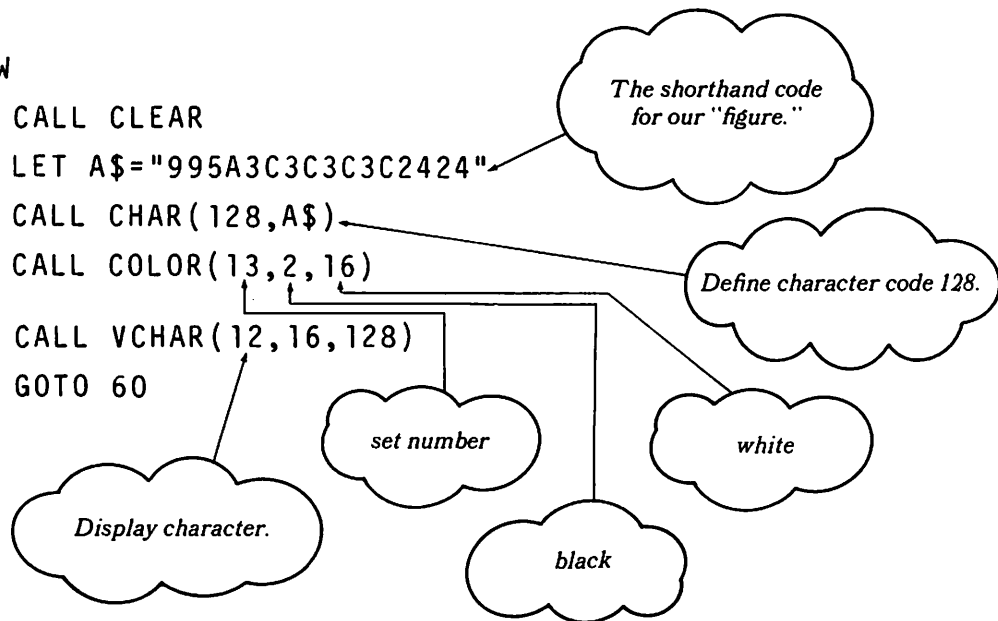 W
CALL CLEAR
LET A$="995A3C3C3C3C2424"
CALL CHAR(128,A$)
CALL COLOR(13,2,16)
CALL VCHAR(12,16,128)
GOTO 60
The shorthand code
for our "figure."
Define character code 128.
set number
white
Display character.
black